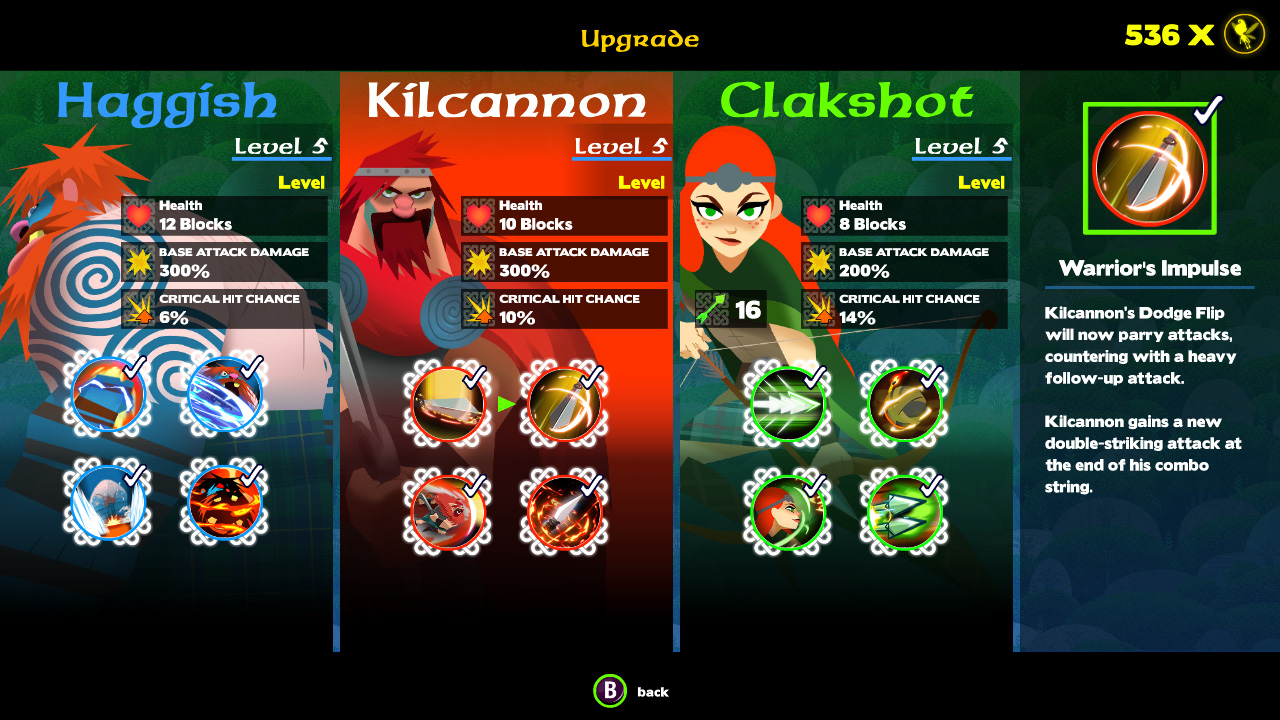 Upgrade
536 X
Haggish
Level 5
Level
Health
12 Blocks
BASE ATTACK DAMAGE
300%
CRITICAL HIT CHANCE
6%
Kilcannon
Level 5
Level
Health
10 Blocks
BASE ATTACK DAMAGE
300%
CRITICAL HIT CHANCE
10%
Clakshot
Level 5
Level
Health
8 Blocks
BASE ATTACK DAMAGE
200%
16
CRITICAL HIT CHANCE
14%
Warrior's Impulse
Kilcannon's Dodge Flip
will now parry attacks,
countering with a heavy
follow-up attack.
Kilcannon gains a new
double-striking attack at
the end of his combo
string.
B back